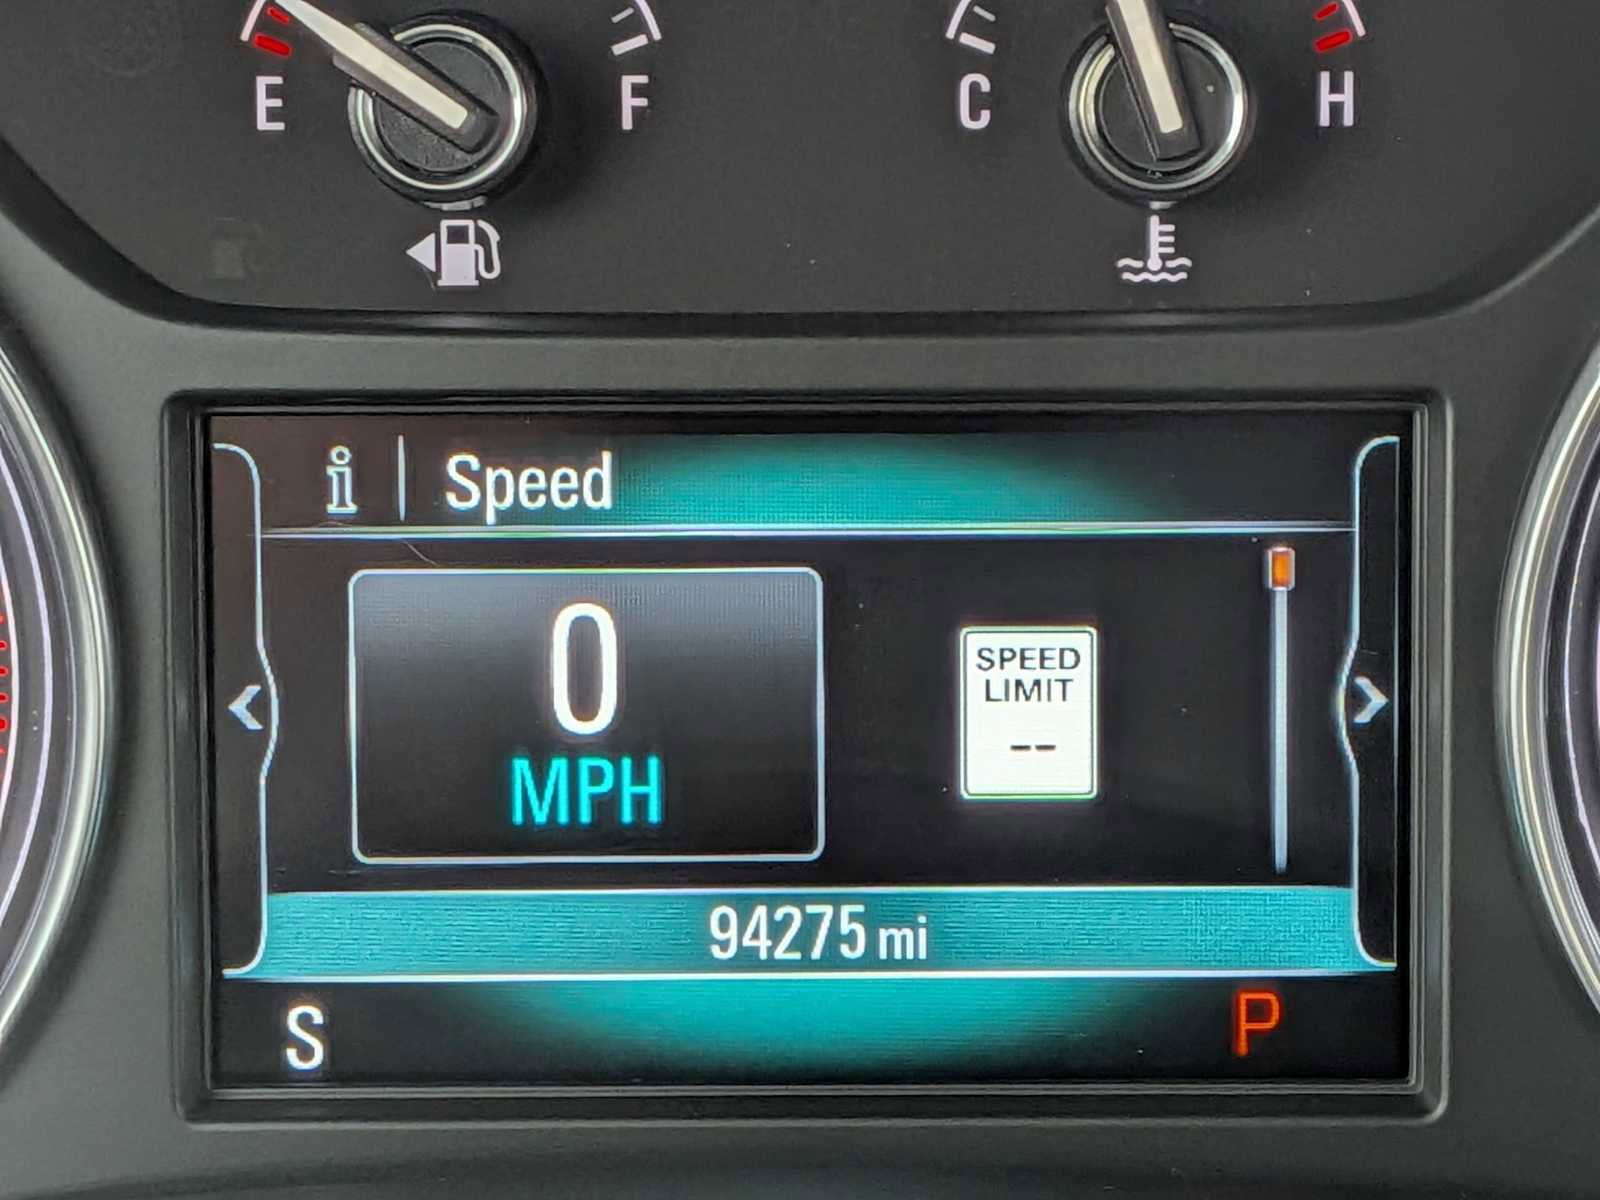 E F C H
i Speed
0
MPH
SPEED
LIMIT
--
94275 mi
S P